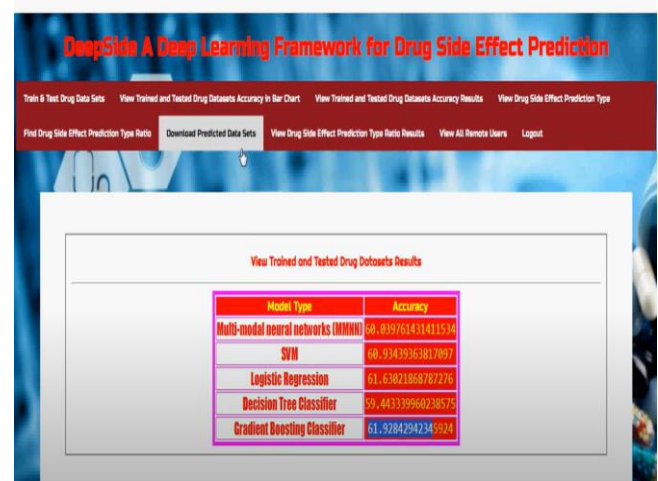 DeepSide A Deep Learning Framework for Drug Side Effect Prediction
Train & Test Drug Data Sets View Trained and Tested Drug Datasets Accuracy in Bar Chart View Trained and Tested Drug Datasets Accuracy Results View Drug Side Effect Prediction Type
Find Drug Side Effect Prediction Type Ratio Download Predicted Data Sets View Drug Side Effect Prediction Type Ratio Results View All Remote Users Logout
View Trained and Tested Drug Datasets Results
Model Type Accuracy
Multi-modal neural networks (MMNN) 60.039761431411534
SVM 60.93439363817097
Logistic Regression 61.63021868787276
Decision Tree Classifier 59.443339960238575
Gradient Boosting Classifier 61.92842942345924